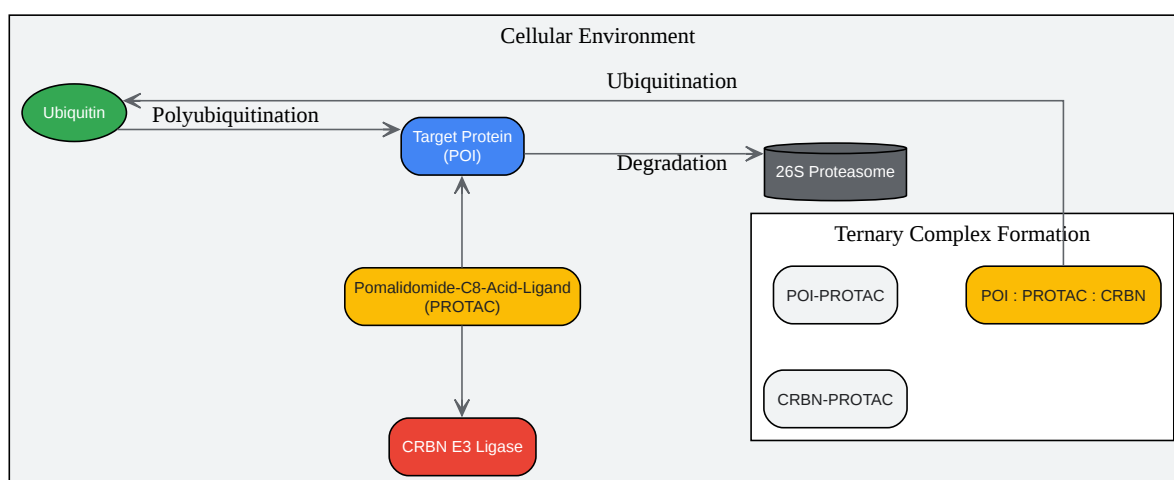 Cellular Environment
Ubiquitination
Ubiquitin
Polyubiquitination
Target Protein
(POI)
Degradation
26S Proteasome
Ternary Complex Formation
Pomalidomide-C8-Acid-Ligand
(PROTAC)
POI-PROTAC
POI : PROTAC : CRBN
CRBN-PROTAC
CRBN E3 Ligase